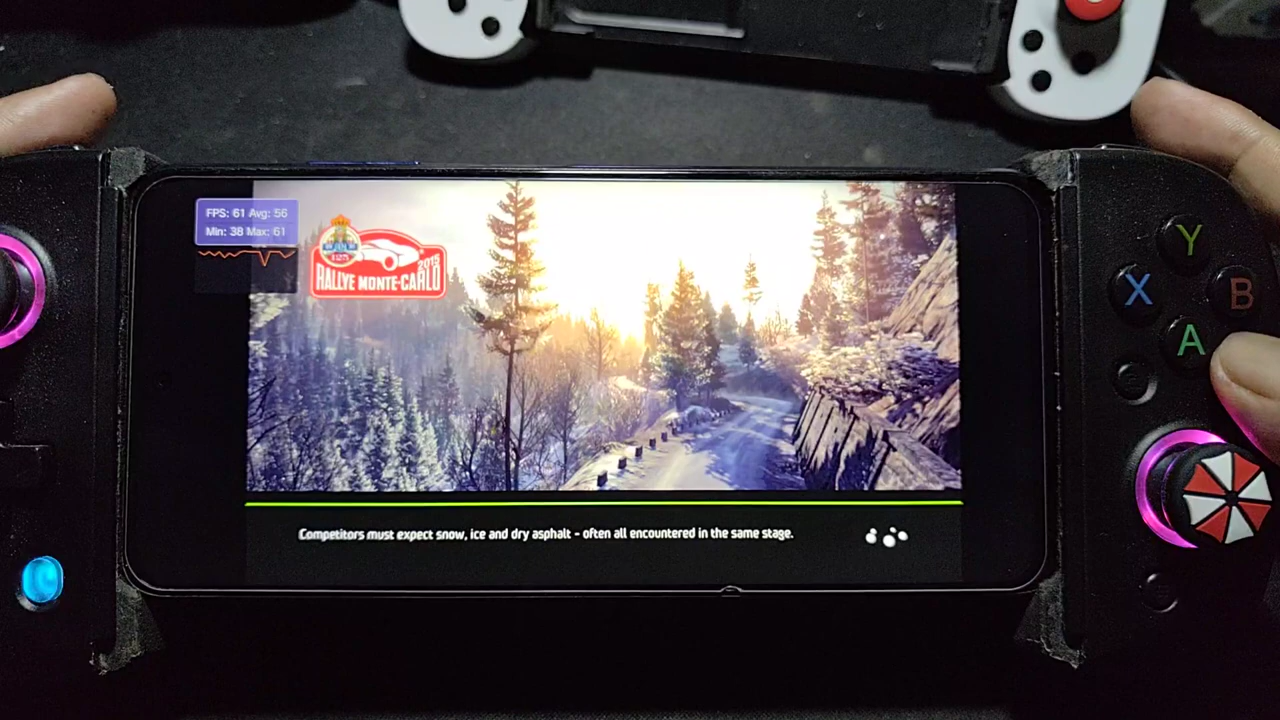 FPS: 61 Avg: 56
Min: 38 Max: 61
2015
RALLYE MONTE-CARLO
Competitors must expect snow, ice and dry asphalt - often all encountered in the same stage.
Y
X
B
A